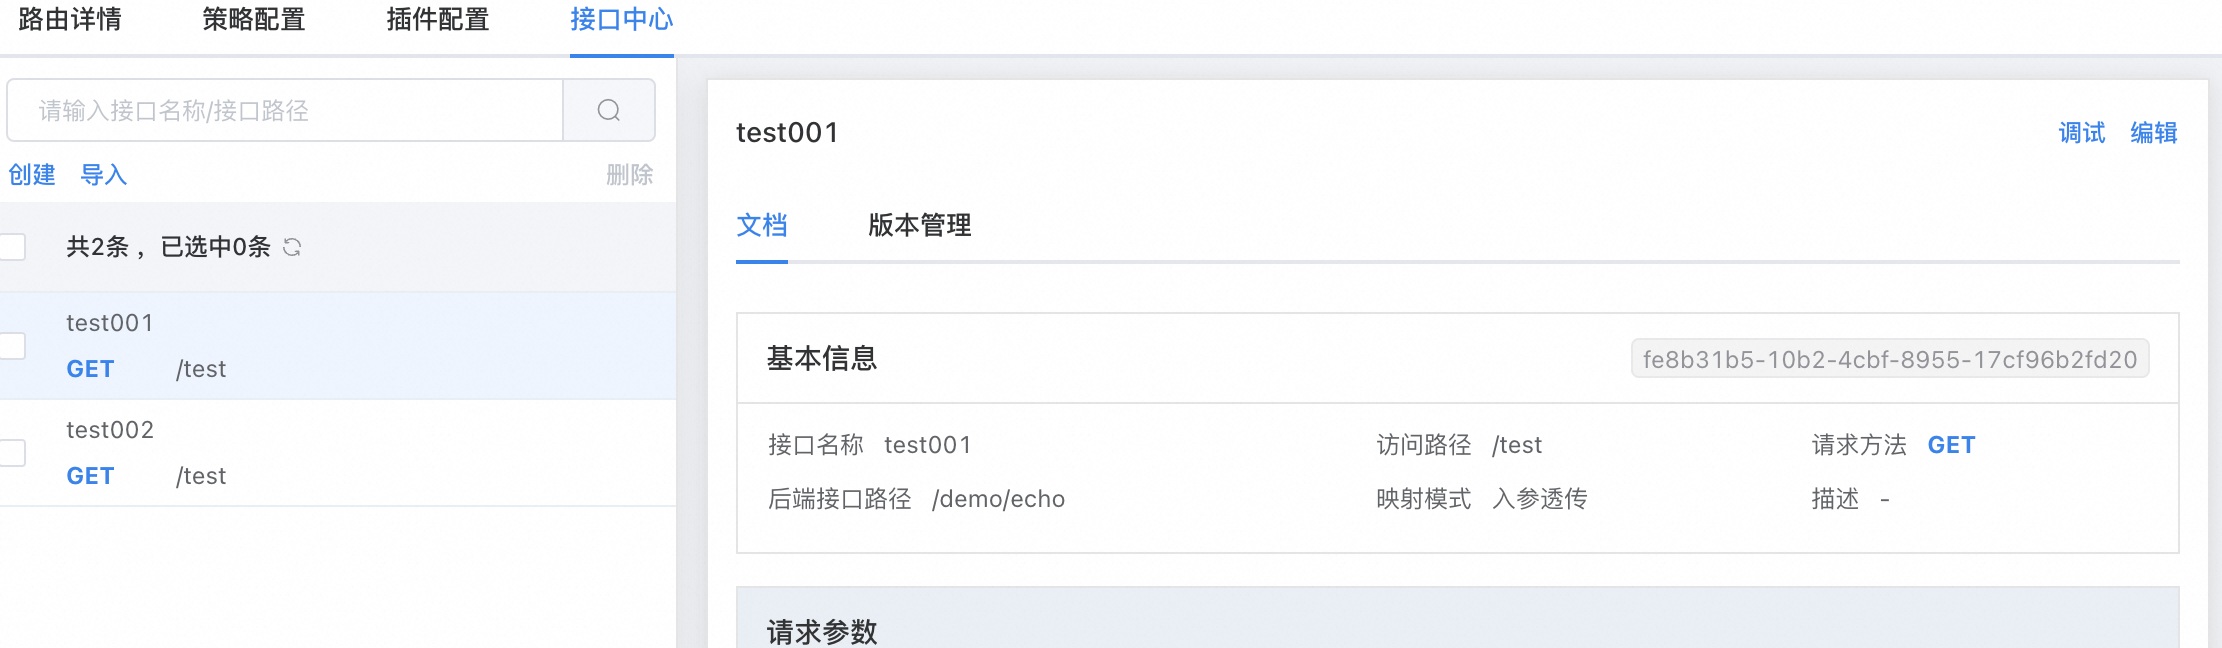 路由详情 策略配置 插件配置 接口中心
请输入接口名称/接口路径
创建 导入 删除
共2条，已选中0条
test001
GET /test
test002
GET /test
test001 调试 编辑
文档 版本管理
基本信息 fe8b31b5-10b2-4cbf-8955-17cf96b2fd20
接口名称 test001 访问路径 /test 请求方法 GET
后端接口路径 /demo/echo 映射模式 入参透传 描述 -
请求参数